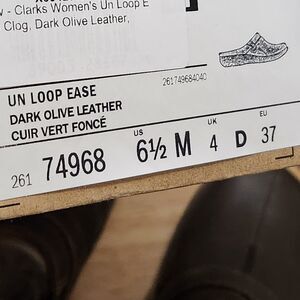 - Clarks Women's Un Loop E
Clog, Dark Olive Leather,
261749684040
UN LOOP EASE
DARK OLIVE LEATHER
CUIR VERT FONCÉ
US UK EU
261 74968 6½ M 4 D 37